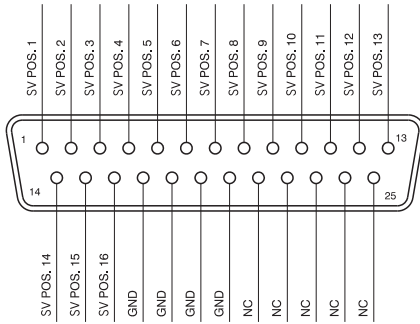 SV POS. 1
SV POS. 2
SV POS. 3
SV POS. 4
SV POS. 5
SV POS. 6
SV POS. 7
SV POS. 8
SV POS. 9
SV POS. 10
SV POS. 11
SV POS. 12
SV POS. 13
1
13
14
25
SV POS. 14
SV POS. 15
SV POS. 16
GND
GND
GND
GND
NC
NC
NC
NC
NC